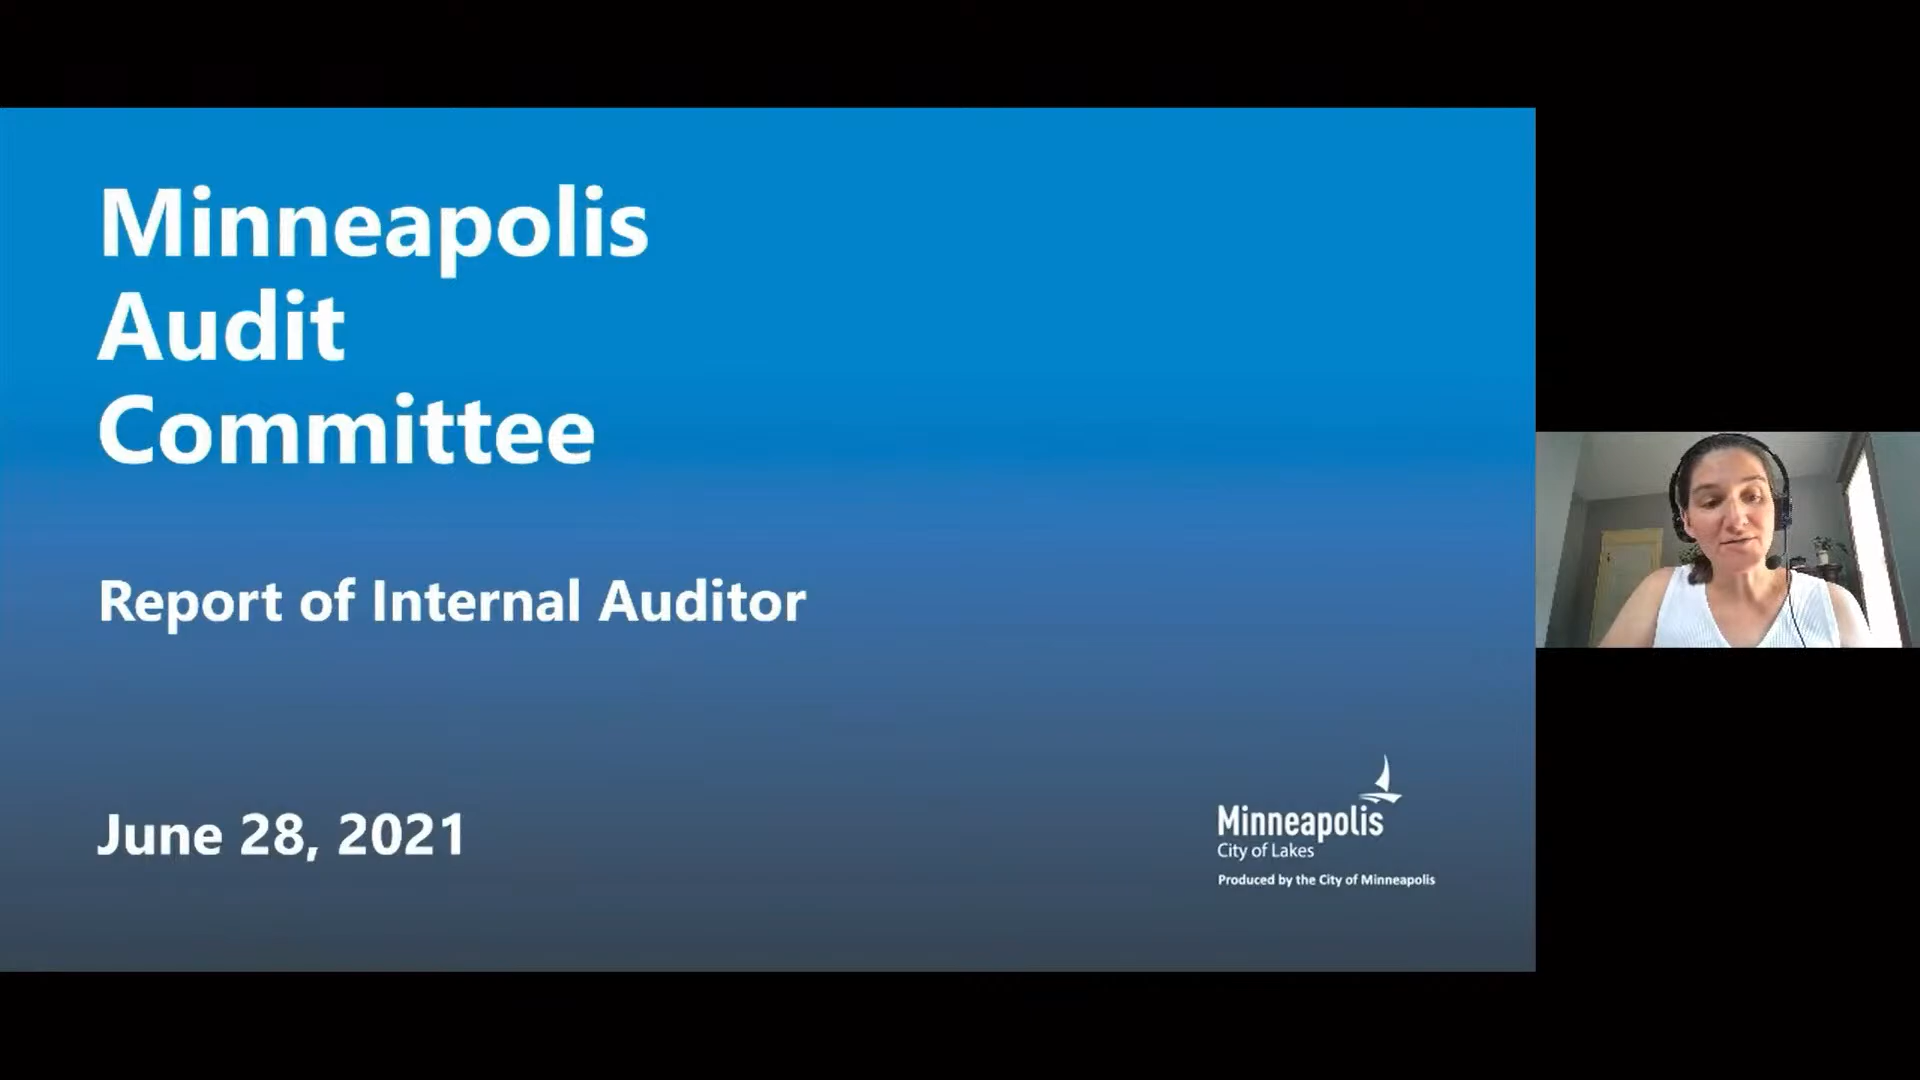 Minneapolis
Audit
Committee
Report of Internal Auditor
June 28, 2021
Minneapolis
City of Lakes
Produced by the City of Minneapolis